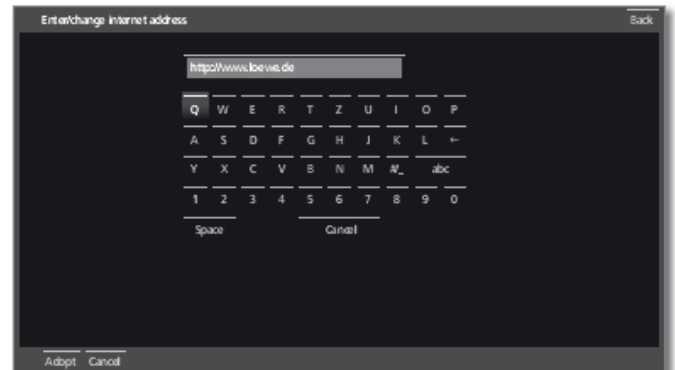 Enter/change internet address Back
http://www.loewe.de
Q W E R T Z U I O P
A S D F G H J K L ←
Y X C V B N M #/_ abc
1 2 3 4 5 6 7 8 9 0
Space Cancel
Adopt Cancel